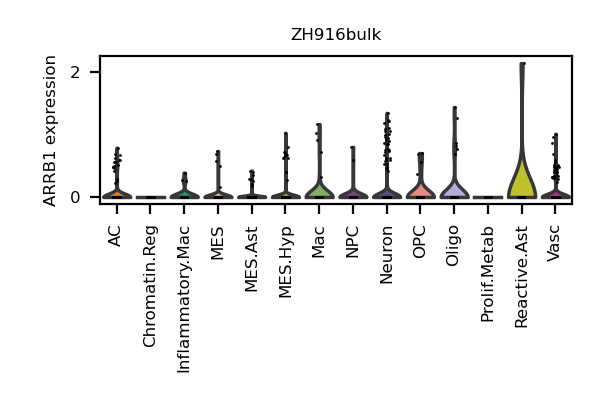 ZH916bulk
ARRB1 expression
2
0
AC
Chromatin.Reg
Inflammatory.Mac
MES
MES.Ast
MES.Hyp
Mac
NPC
Neuron
OPC
Oligo
Prolif.Metab
Reactive.Ast
Vasc